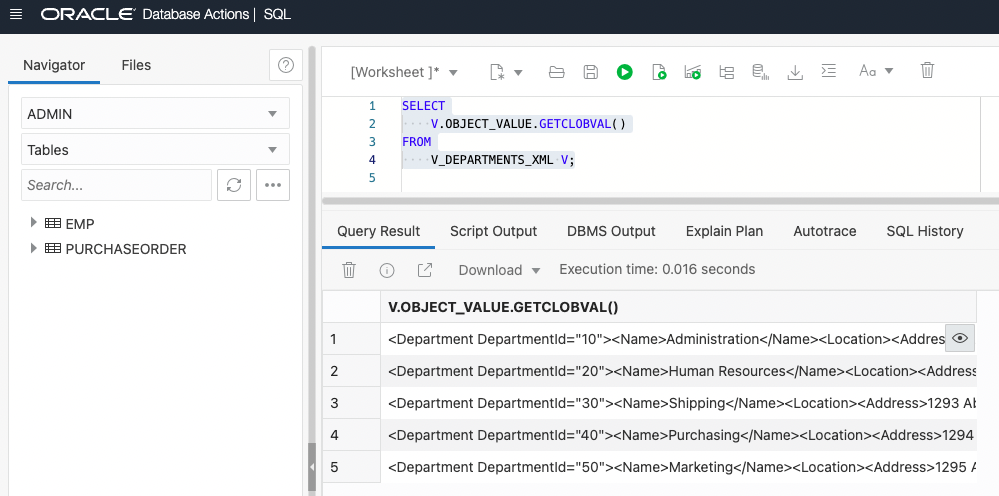 ORACLE Database Actions | SQL
Navigator Files
ADMIN
Tables
Search...
EMP
PURCHASEORDER
[Worksheet ]* Aa
1 SELECT
2 ····V.OBJECT_VALUE.GETCLOBVAL()
3 FROM
4 ····V_DEPARTMENTS_XML·V;
5
Query Result Script Output DBMS Output Explain Plan Autotrace SQL History
Download Execution time: 0.016 seconds
V.OBJECT_VALUE.GETCLOBVAL()
1 <Department DepartmentId="10"><Name>Administration</Name><Location><Addres
2 <Department DepartmentId="20"><Name>Human Resources</Name><Location><Address
3 <Department DepartmentId="30"><Name>Shipping</Name><Location><Address>1293 Ab
4 <Department DepartmentId="40"><Name>Purchasing</Name><Location><Address>1294
5 <Department DepartmentId="50"><Name>Marketing</Name><Location><Address>1295 A